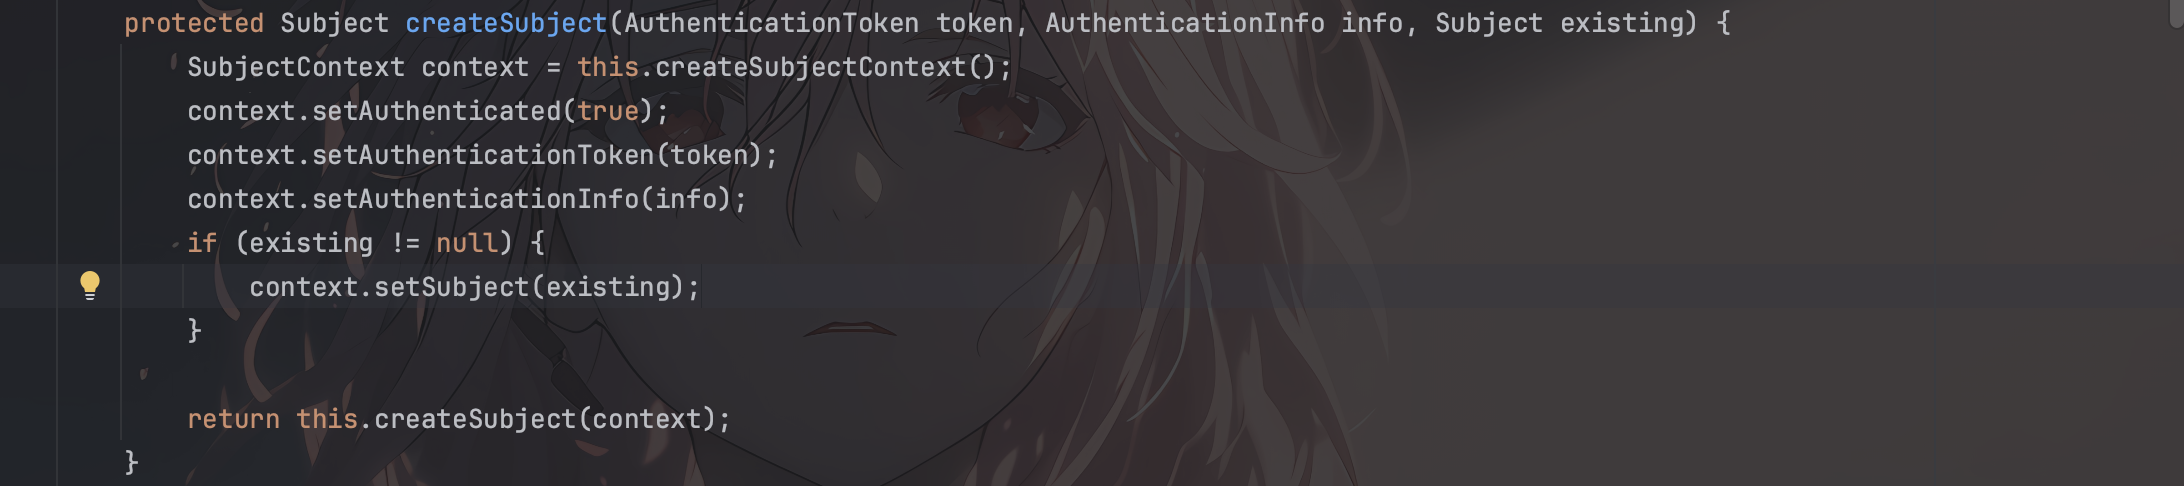 protected Subject createSubject(AuthenticationToken token, AuthenticationInfo info, Subject existing) {
    SubjectContext context = this.createSubjectContext();
    context.setAuthenticated(true);
    context.setAuthenticationToken(token);
    context.setAuthenticationInfo(info);
    if (existing != null) {
        context.setSubject(existing);
    }

    return this.createSubject(context);
}